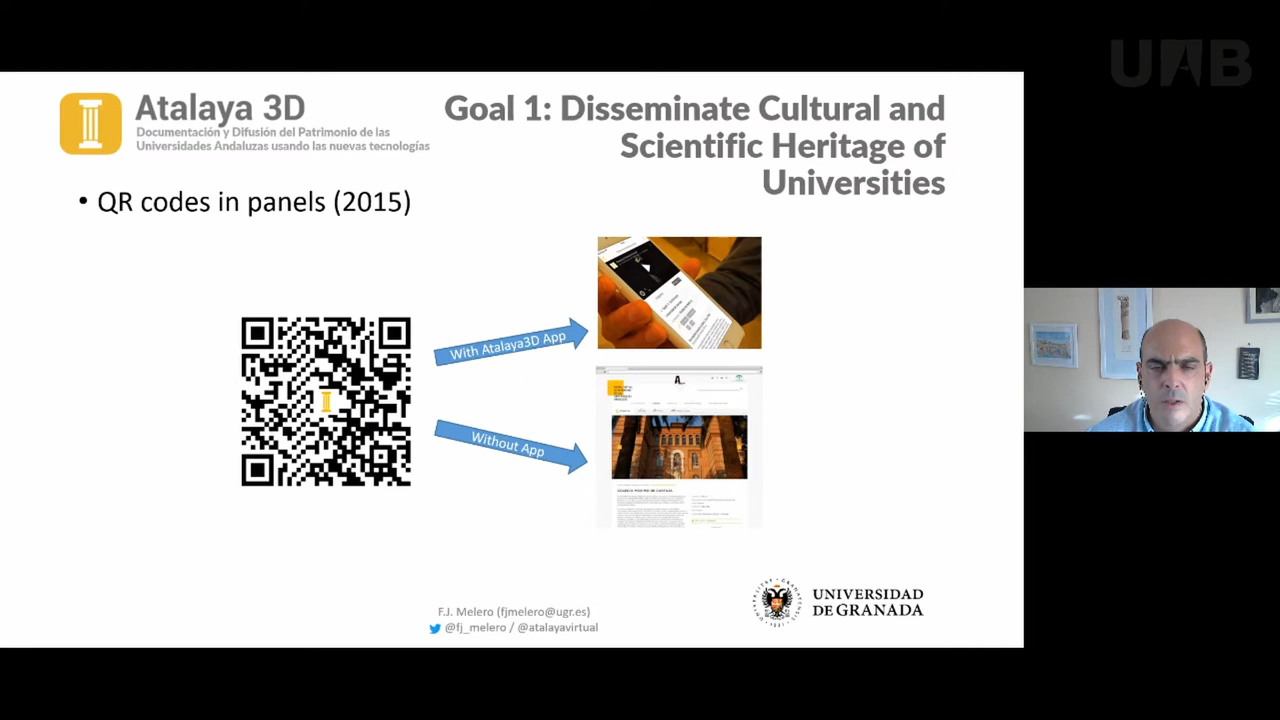 UAB
Atalaya 3D
Documentación y Difusión del Patrimonio de las
Universidades Andaluzas usando las nuevas tecnologías
Goal 1: Disseminate Cultural and
Scientific Heritage of
Universities
• QR codes in panels (2015)
With Atalaya3D App
Without App
F.J. Melero (fjmelero@ugr.es)
@fj_melero / @atalayavirtual
UNIVERSIDAD
DE GRANADA